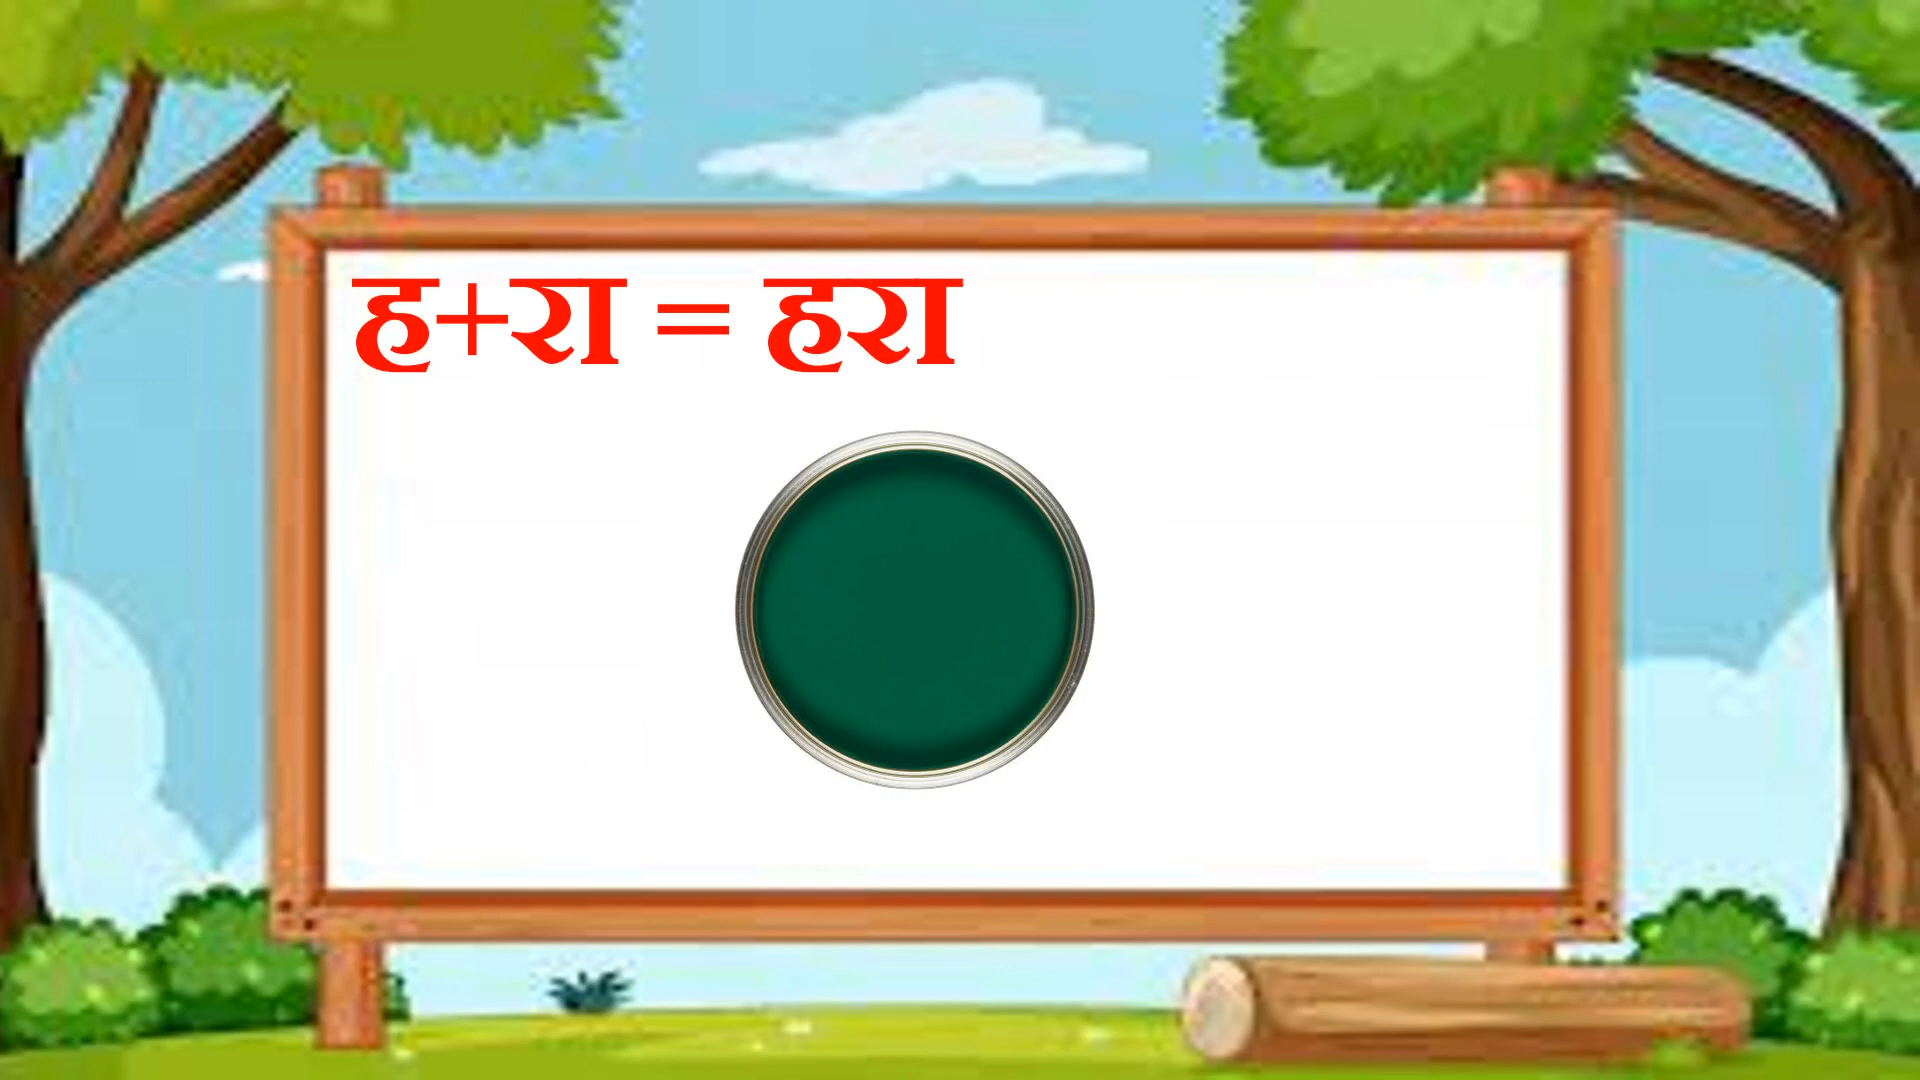 ह+रा = हरा